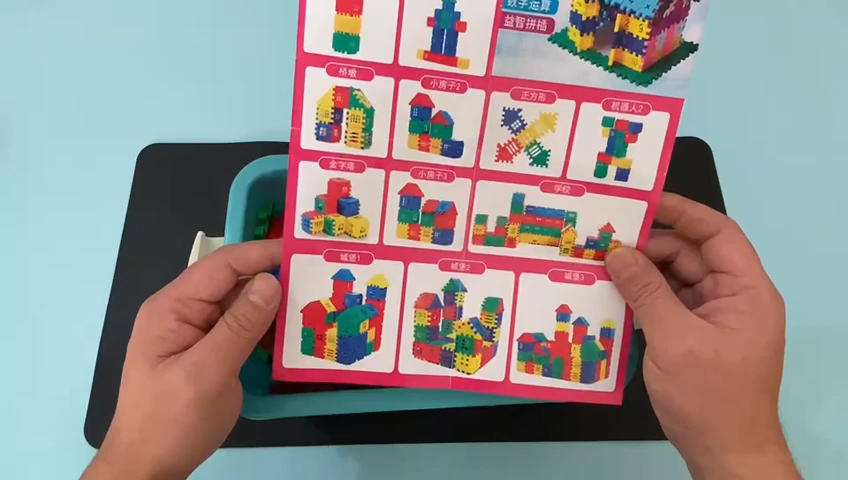 数字运算
益智拼插
桥墩
小房子2
正方形
机器人2
金字塔
小房子3
学校
城堡1
城堡2
城堡3